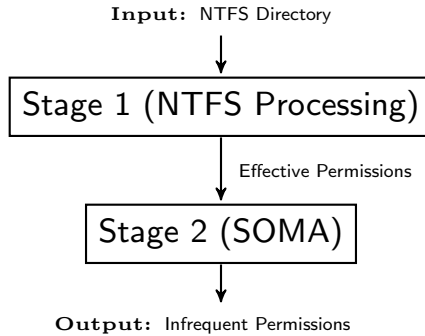 Input: NTFS Directory
Stage 1 (NTFS Processing)
Effective Permissions
Stage 2 (SOMA)
Output: Infrequent Permissions